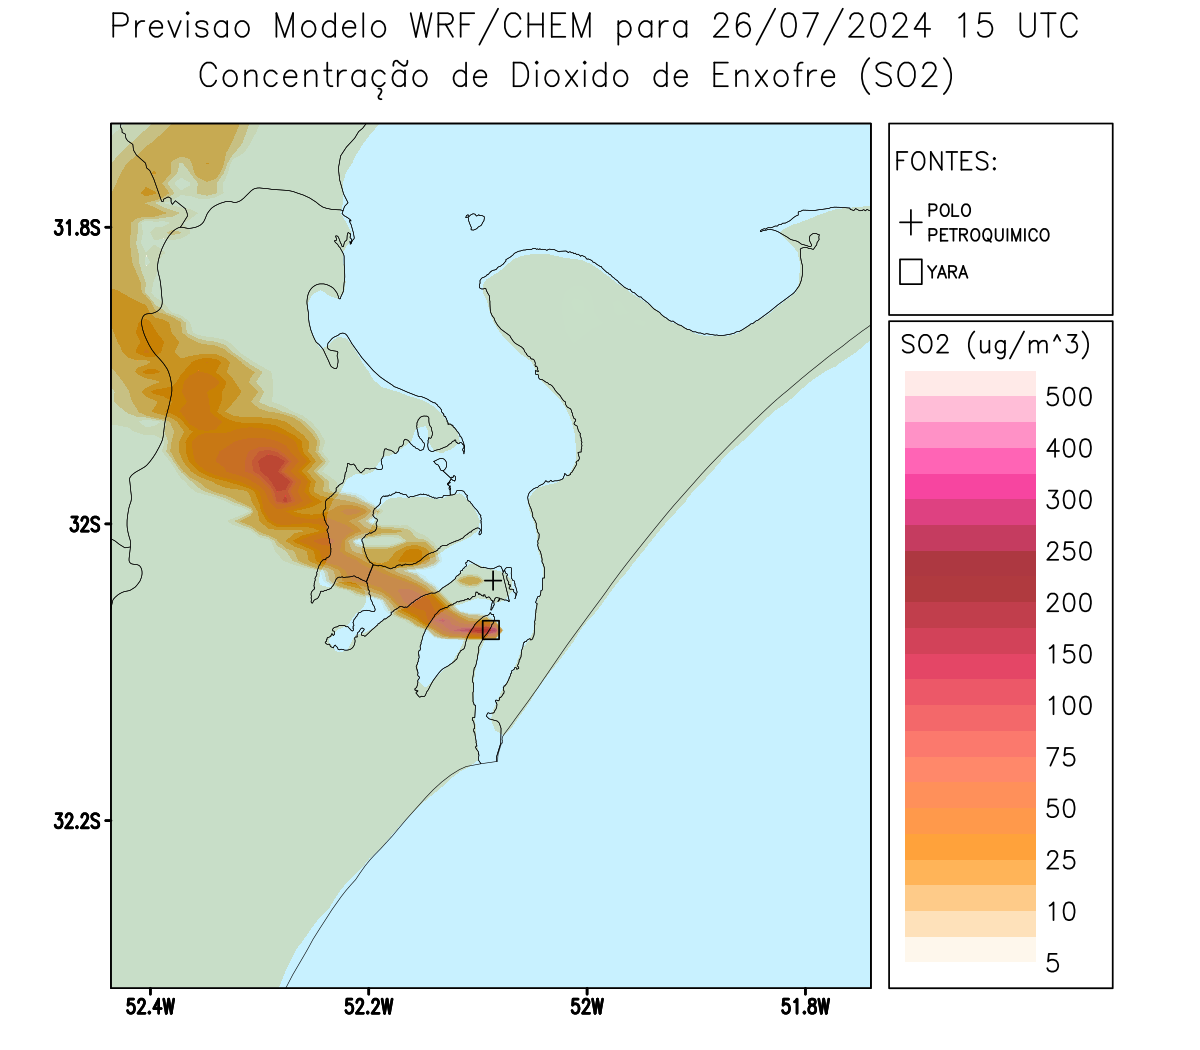 Previsao Modelo WRF/CHEM para 26/07/2024 15 UTC
Concentração de Dioxido de Enxofre (SO2)
FONTES:
POLO
PETROQUIMICO
YARA
SO2 (ug/m^3)
500
400
300
250
200
150
100
75
50
25
10
5
31.8S
32S
32.2S
52.4W
52.2W
52W
51.8W